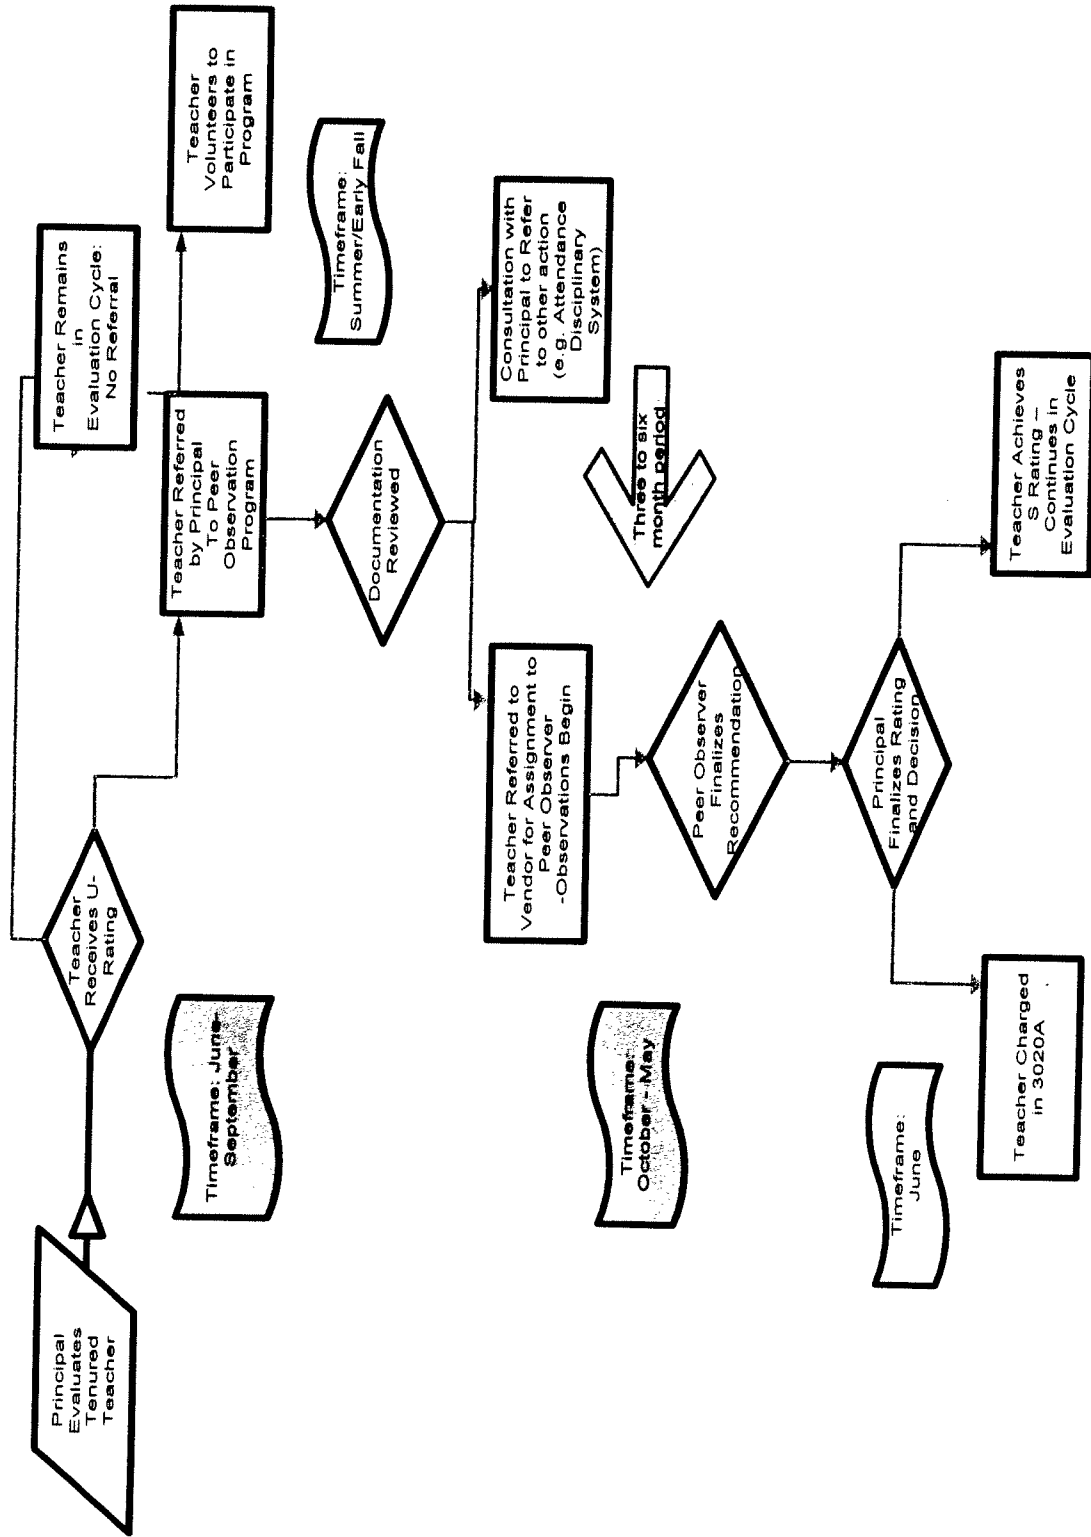 Principal
Evaluates
Tenured
Teacher
Teacher
Receives U-
Rating
Teacher Remains
in
Evaluation Cycle:
No Referral
Timeframe: June-
September
Teacher Referred
by Principal
To Peer
Observation
Program
Teacher
Volunteers to
Participate in
Program
Documentation
Reviewed
Timeframe:
Summer/Early Fall
Teacher Referred to
Vendor for Assignment to
Peer Observer
-Observations Begin
Consultation with
Principal to Refer
to other action
(e.g. Attendance
Disciplinary
System)
Timeframe:
October - May
Three to six
month period
Peer Observer
Finalizes
Recommendation
Timeframe:
June
Principal
Finalizes Rating
and Decision
Teacher Charged
in 3020A
Teacher Achieves
S Rating –
Continues in
Evaluation Cycle